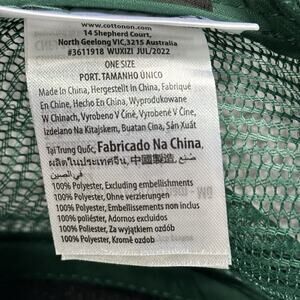 www.cottonon.com
14 Shepherd Court,
North Geelong VIC,3215 Australia
#3611918 WUXIZI JUL/2022
ONE SIZE
PORT. TAMANHO ÚNICO
Made In China, Hergestellt In China, Fabriqué
En Chine, Hecho En China, Wyprodukowane
W Chinach, Vyrobeno V Číně, Vyrobené V Číne,
Izdelano Na Kitajskem, Buatan Cina, Sản Xuất
Tại Trung Quốc, Fabricado Na China,
ผลิตในประเทศจีน, 中國製造, صُنع
في الصين
100% Polyester, Excluding embellishments
100% Polyester, Ohne verzierungen
100% Polyester, Embellissements non inclus
100% poliéster, Adornos excluidos
100% Polyester, Za wyjątkiem ozdób
100% Polyester, Kromě ozdob